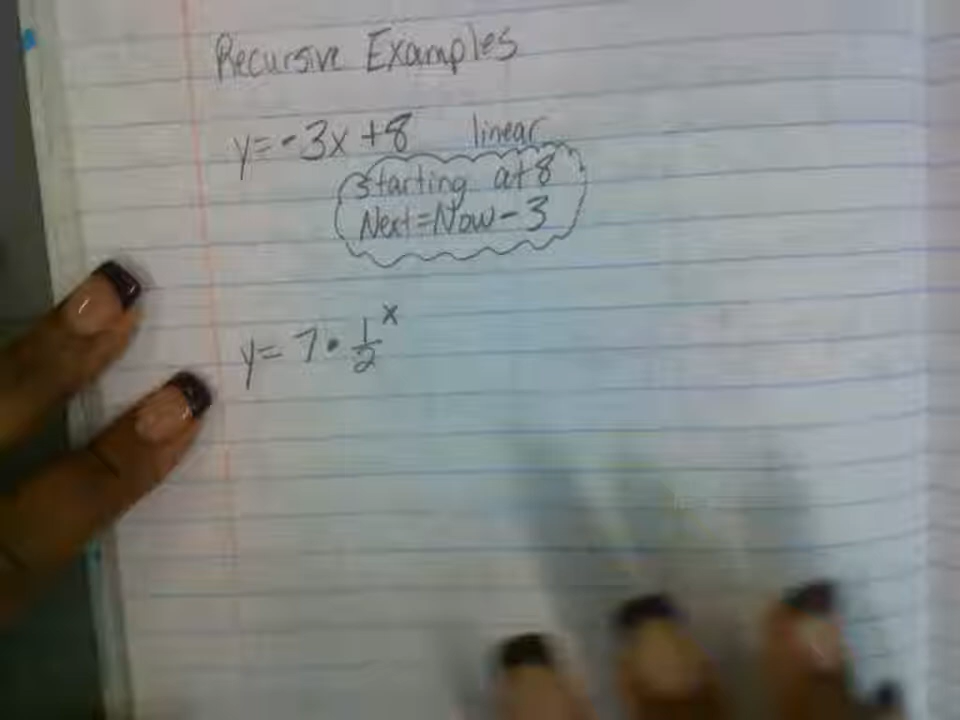 Recursive Examples
y=-3x+8 linear
Starting at 8
Next=Now-3
y=7•1/2^x